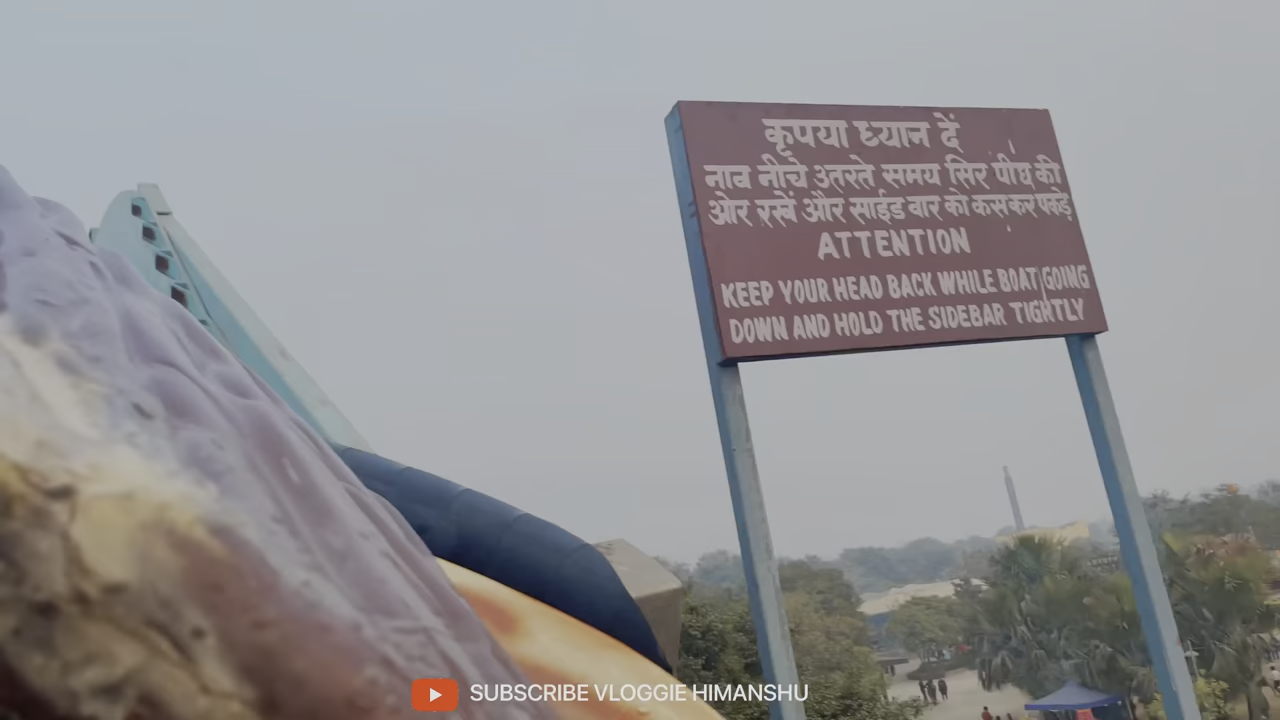 कृपया ध्यान दें
नाव नीचे उतरते समय सिर पीछे की
ओर रखें और साईड बार को कसकर पकड़े
ATTENTION
KEEP YOUR HEAD BACK WHILE BOAT GOING
DOWN AND HOLD THE SIDEBAR TIGHTLY
SUBSCRIBE VLOGGIE HIMANSHU